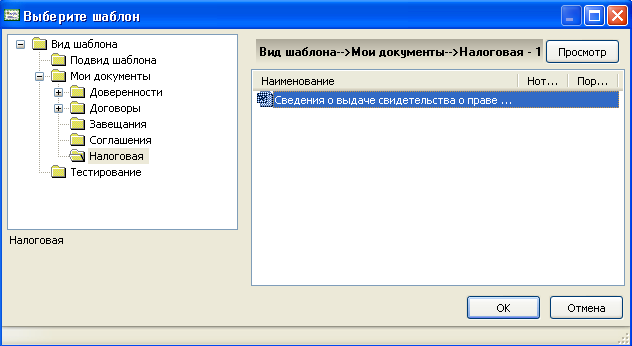 Выберите шаблон
Вид шаблона
Подвид шаблона
Мои документы
Доверенности
Договоры
Завещания
Соглашения
Налоговая
Тестирование
Налоговая
Вид шаблона-->Мои документы-->Налоговая - 1
Просмотр
Наименование Нот... Пор...
Сведения о выдаче свидетельства о праве ...
OK Отмена